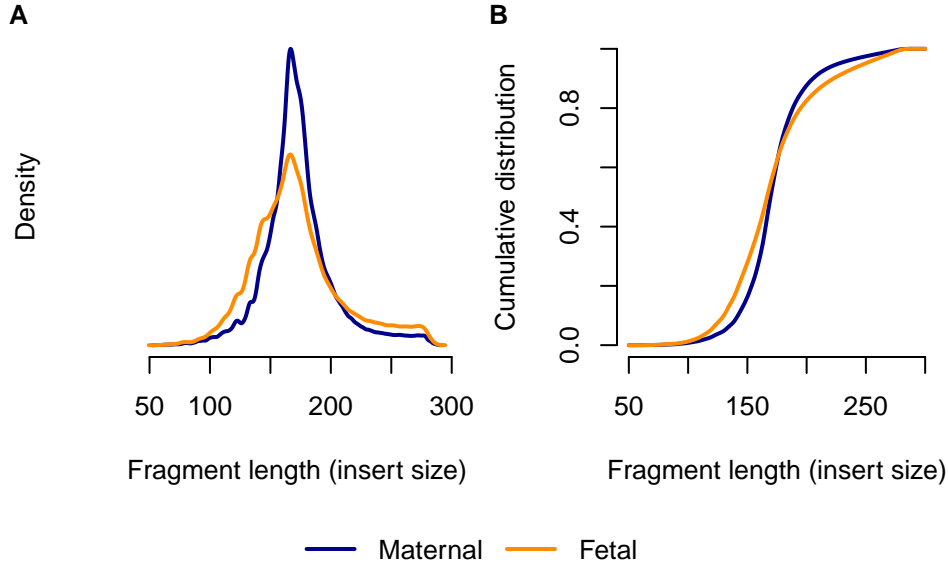 A
Density
50 100 200 300
Fragment length (insert size)
B
Cumulative distribution
0.8
0.4
0.0
50 150 250
Fragment length (insert size)
Maternal Fetal